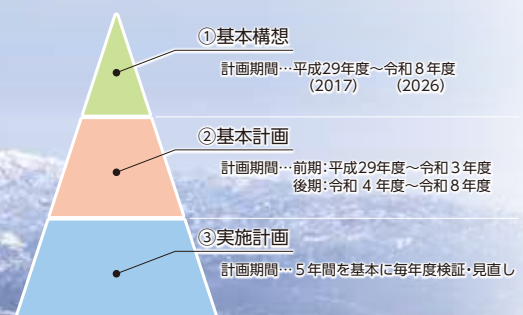 ①基本構想
計画期間…平成29年度～令和８年度
(2017) (2026)
②基本計画
計画期間…前期：平成29年度～令和３年度
後期：令和４年度～令和８年度
③実施計画
計画期間…５年間を基本に毎年度検証・見直し